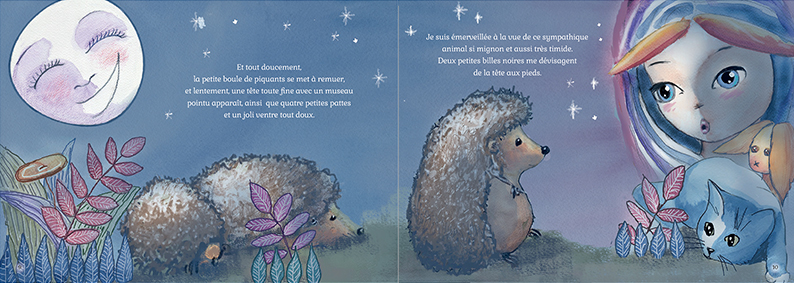 Et tout doucement,
la petite boule de piquants se met à remuer,
et lentement, une tête toute fine avec un museau
pointu apparaît, ainsi que quatre petites pattes
et un joli ventre tout doux.
Je suis émerveillée à la vue de ce sympathique
animal si mignon et aussi très timide.
Deux petites billes noires me dévisagent
de la tête aux pieds.
10